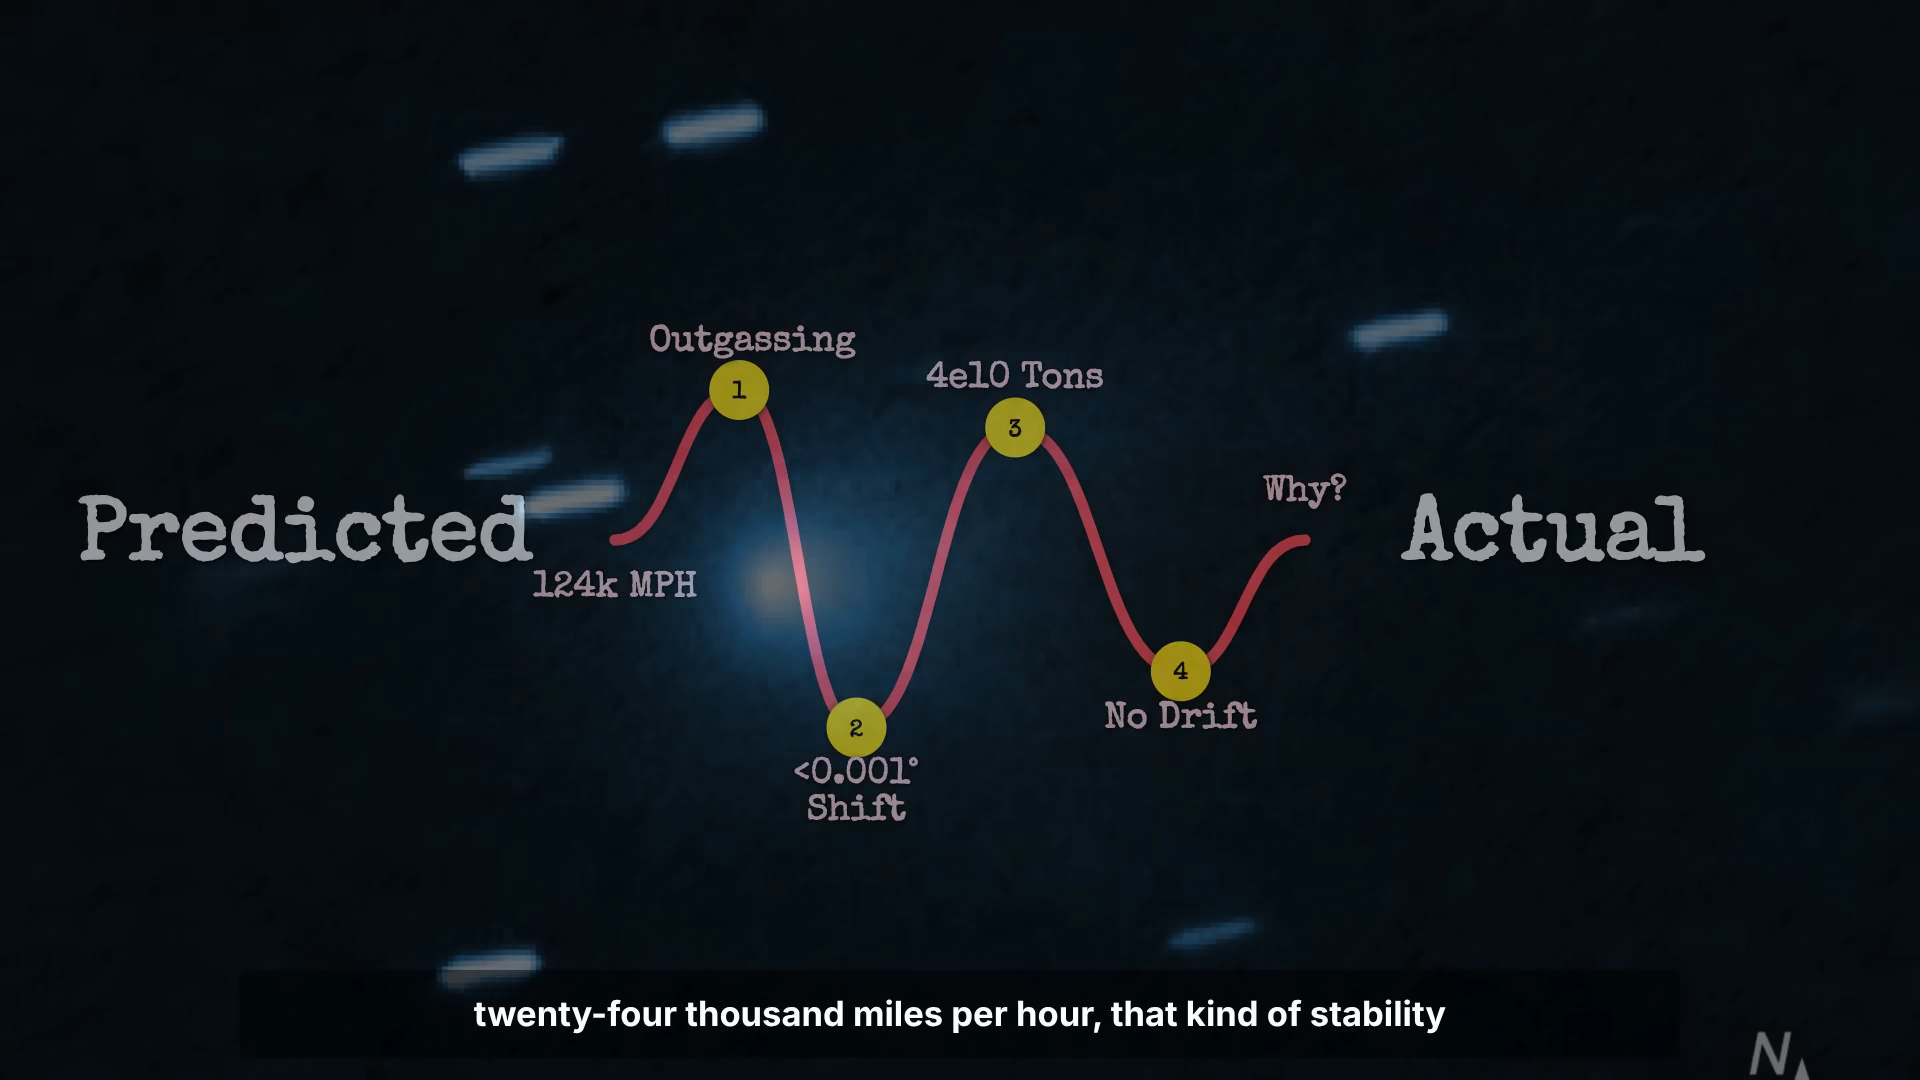 Outgassing
1
4e10 Tons
3
Why?
Predicted
Actual
124k MPH
4
No Drift
2
<0.001°
Shift
twenty-four thousand miles per hour, that kind of stability
N